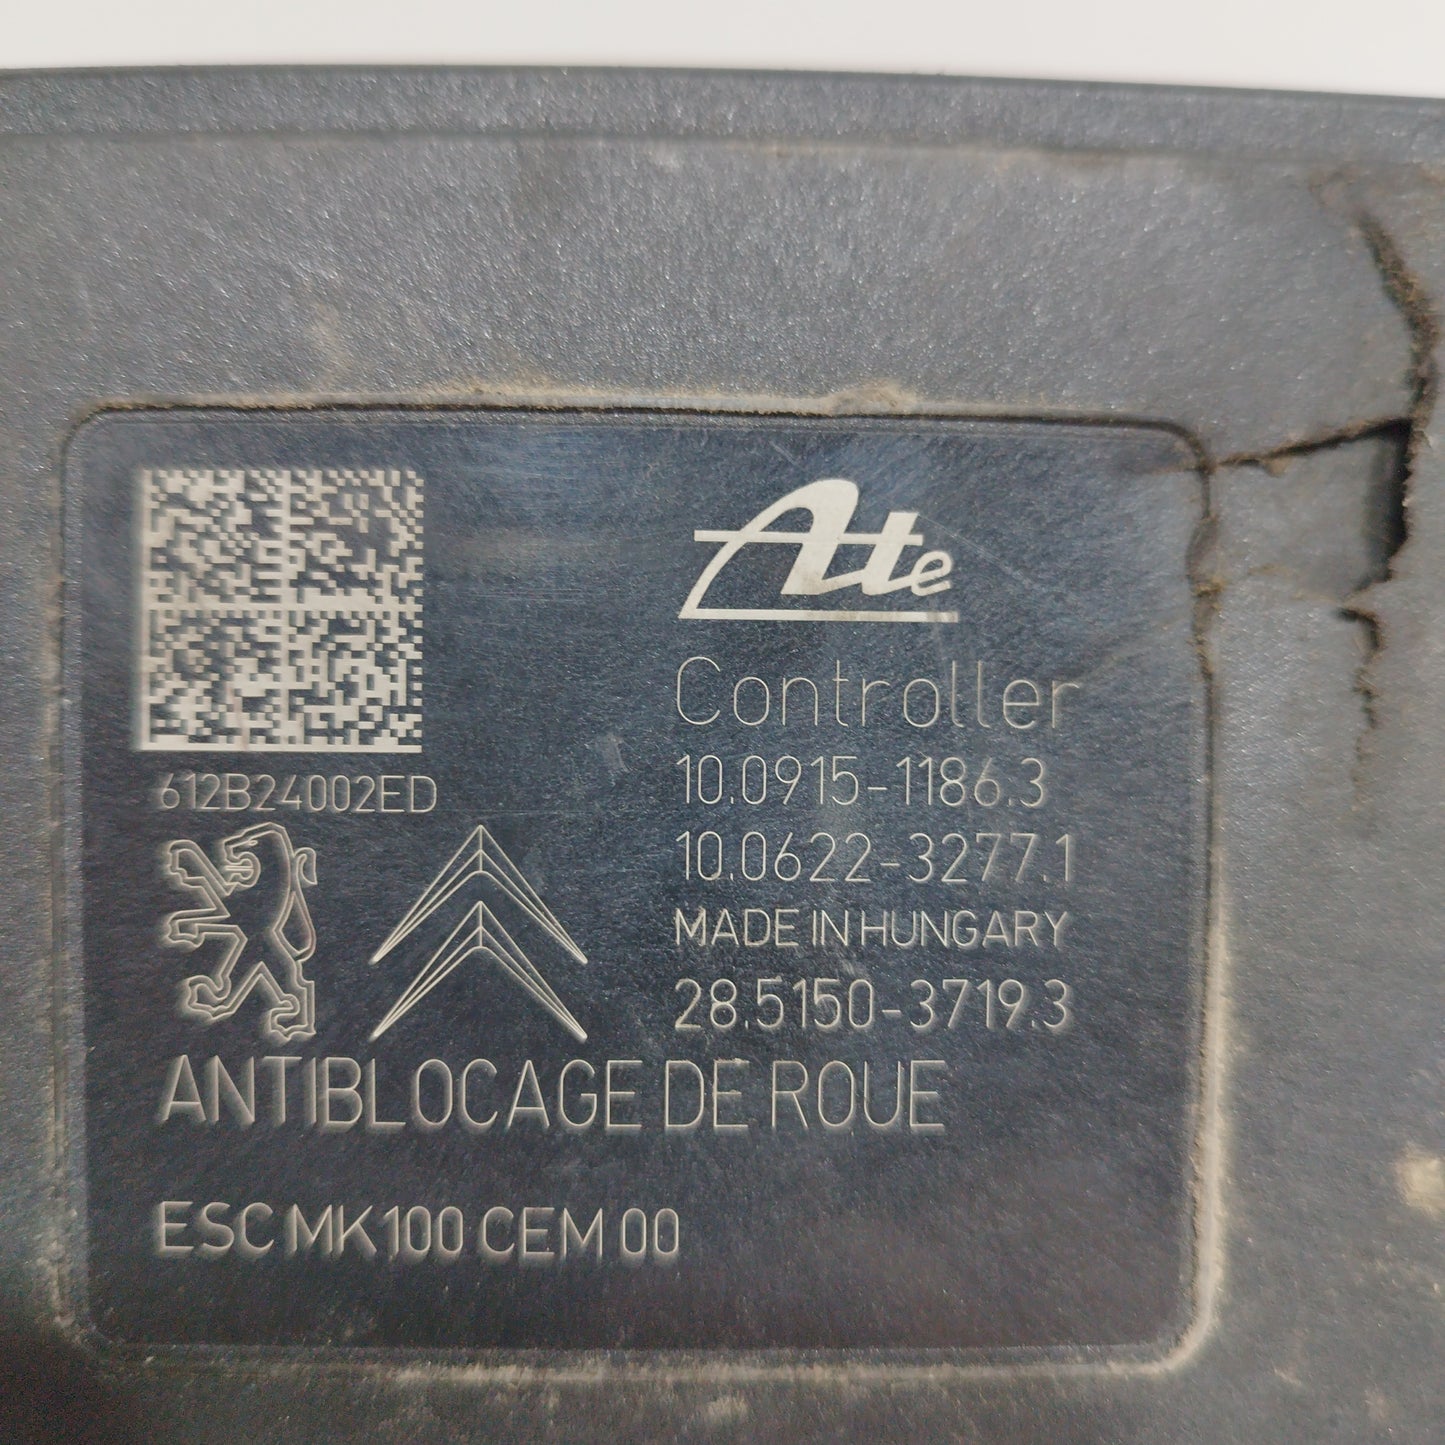 Ate
Controller
10.0915-1186.3
10.0622-3277.1
MADE IN HUNGARY
28.5150-3719.3
612B24002ED
ANTIBLOCAGE DE ROUE
ESC MK100 CEM 00